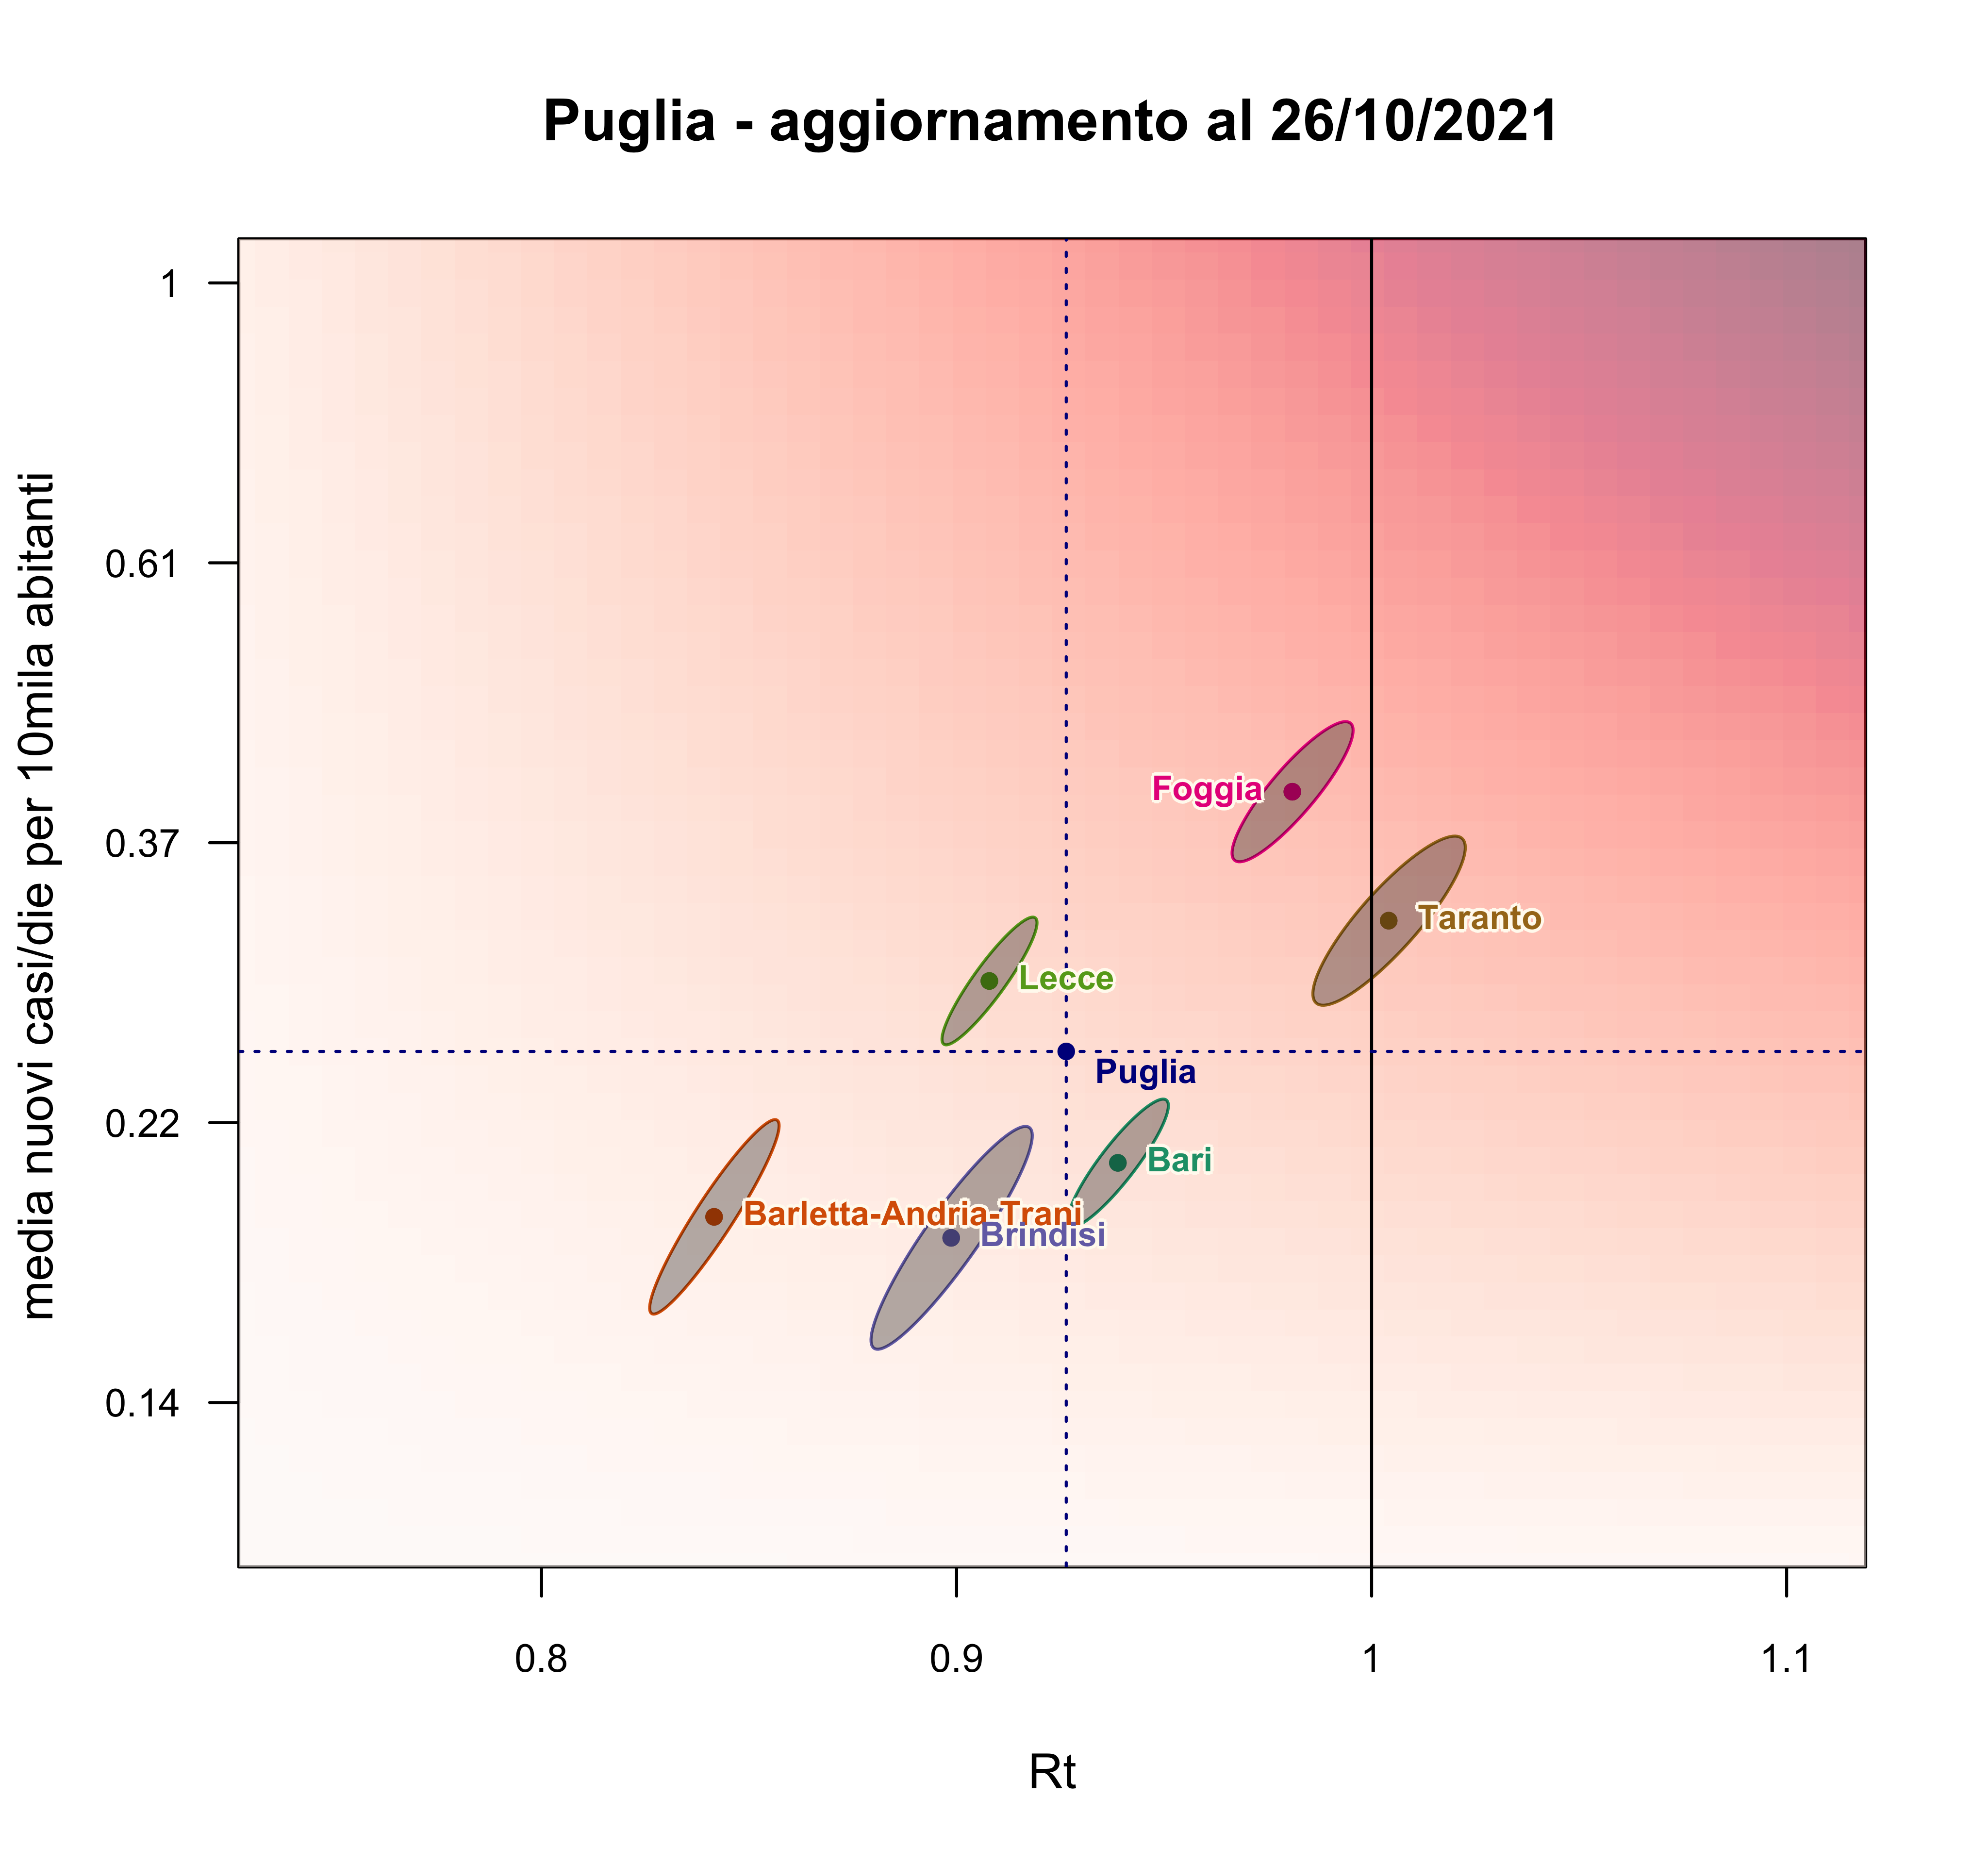 Puglia - aggiornamento al 26/10/2021
media nuovi casi/die per 10mila abitanti
1
0.61
0.37
0.22
0.14
Foggia
Taranto
Lecce
Puglia
Bari
Barletta-Andria-Trani
Brindisi
0.8
0.9
1
1.1
Rt